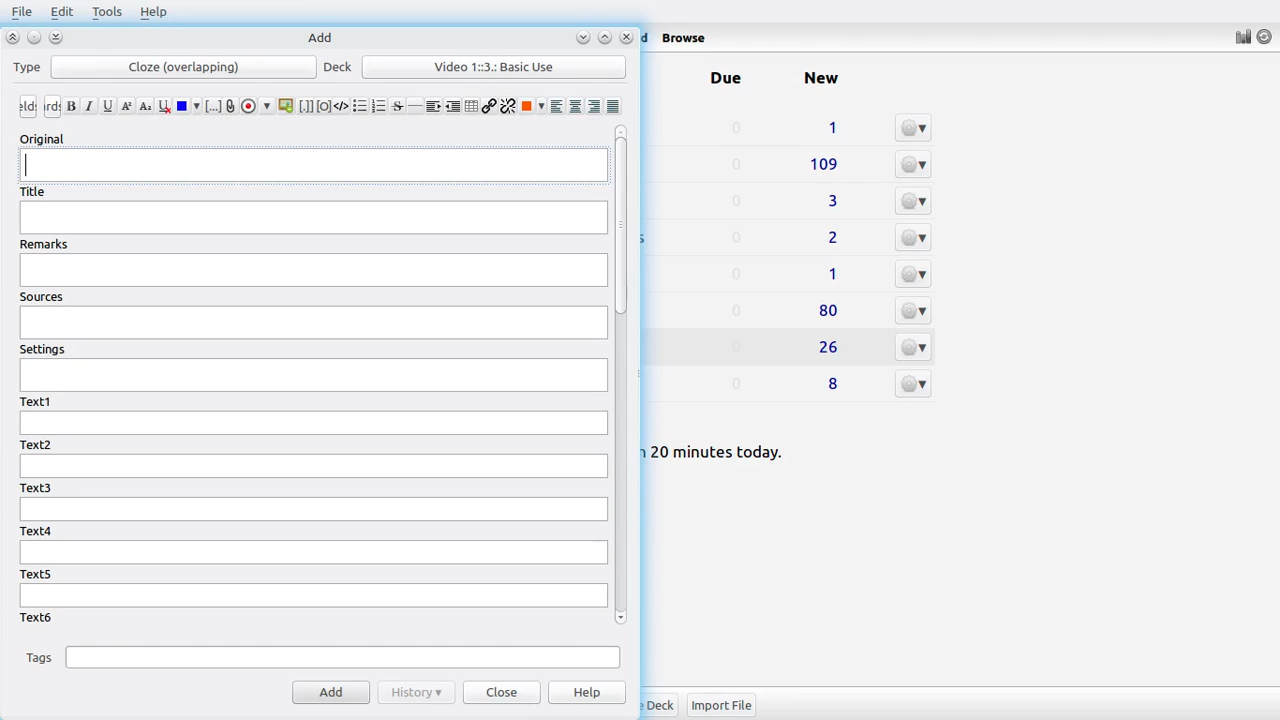 File Edit Tools Help
Add
d Browse
Type Cloze (overlapping) Deck Video 1::3.: Basic Use
Due New
Original
0 1
0 109
Title
0 3
Remarks
s 0 2
0 1
Sources
0 80
Settings
0 26
0 8
Text1
Text2
n 20 minutes today.
Text3
Text4
Text5
Text6
Tags
Add History Close Help
e Deck Import File